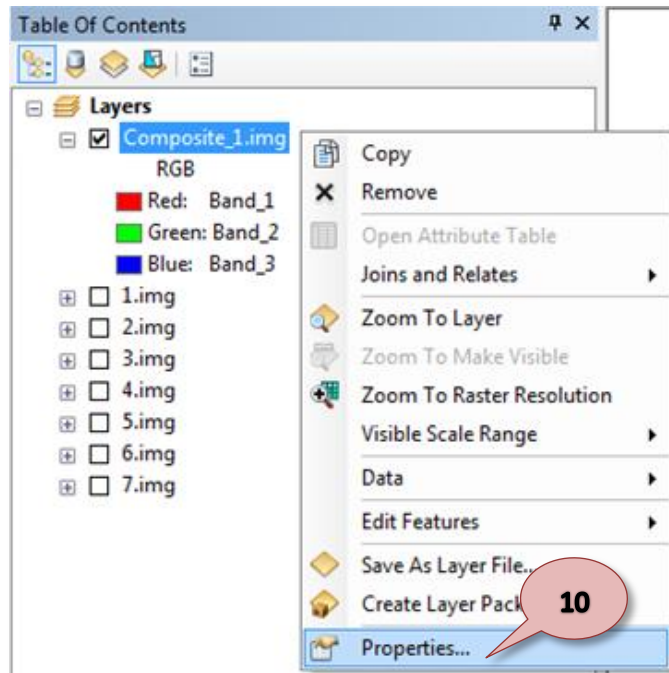 Table Of Contents
Layers
Composite_1.img
RGB
Red: Band_1
Green: Band_2
Blue: Band_3
1.img
2.img
3.img
4.img
5.img
6.img
7.img
Copy
Remove
Open Attribute Table
Joins and Relates
Zoom To Layer
Zoom To Make Visible
Zoom To Raster Resolution
Visible Scale Range
Data
Edit Features
Save As Layer File...
Create Layer Pack
10
Properties...